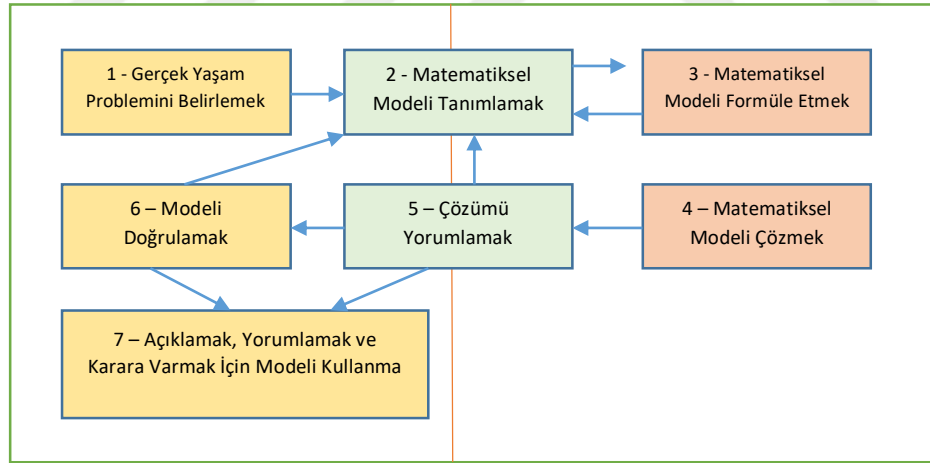 1 - Gerçek Yaşam
Problemini Belirlemek
2 - Matematiksel
Modeli Tanımlamak
3 - Matematiksel
Modeli Formüle Etmek
6 – Modeli
Doğrulamak
5 – Çözümü
Yorumlamak
4 – Matematiksel
Modeli Çözmek
7 – Açıklamak, Yorumlamak ve
Karara Varmak İçin Modeli Kullanma